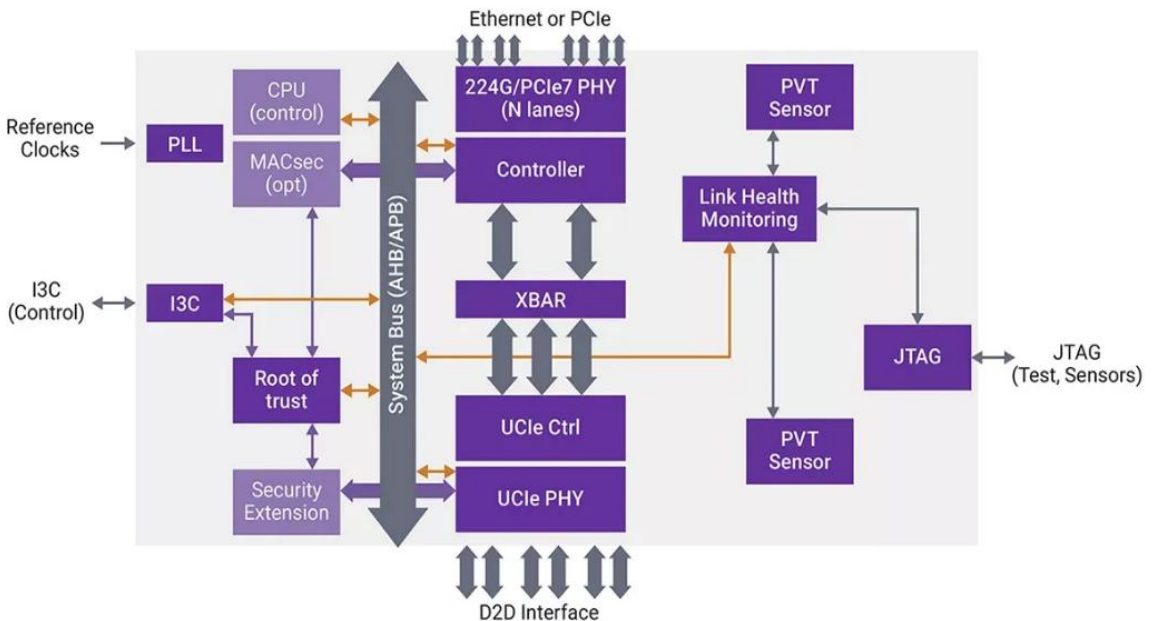 Ethernet or PCIe
224G/PCIe7 PHY
(N lanes)
Controller
XBAR
UCIe Ctrl
UCIe PHY
D2D Interface
CPU
(control)
MACsec
(opt)
Reference
Clocks
PLL
I3C
(Control)
I3C
Root of
trust
Security
Extension
System Bus (AHB/APB)
PVT
Sensor
Link Health
Monitoring
JTAG
JTAG
(Test, Sensors)
PVT
Sensor